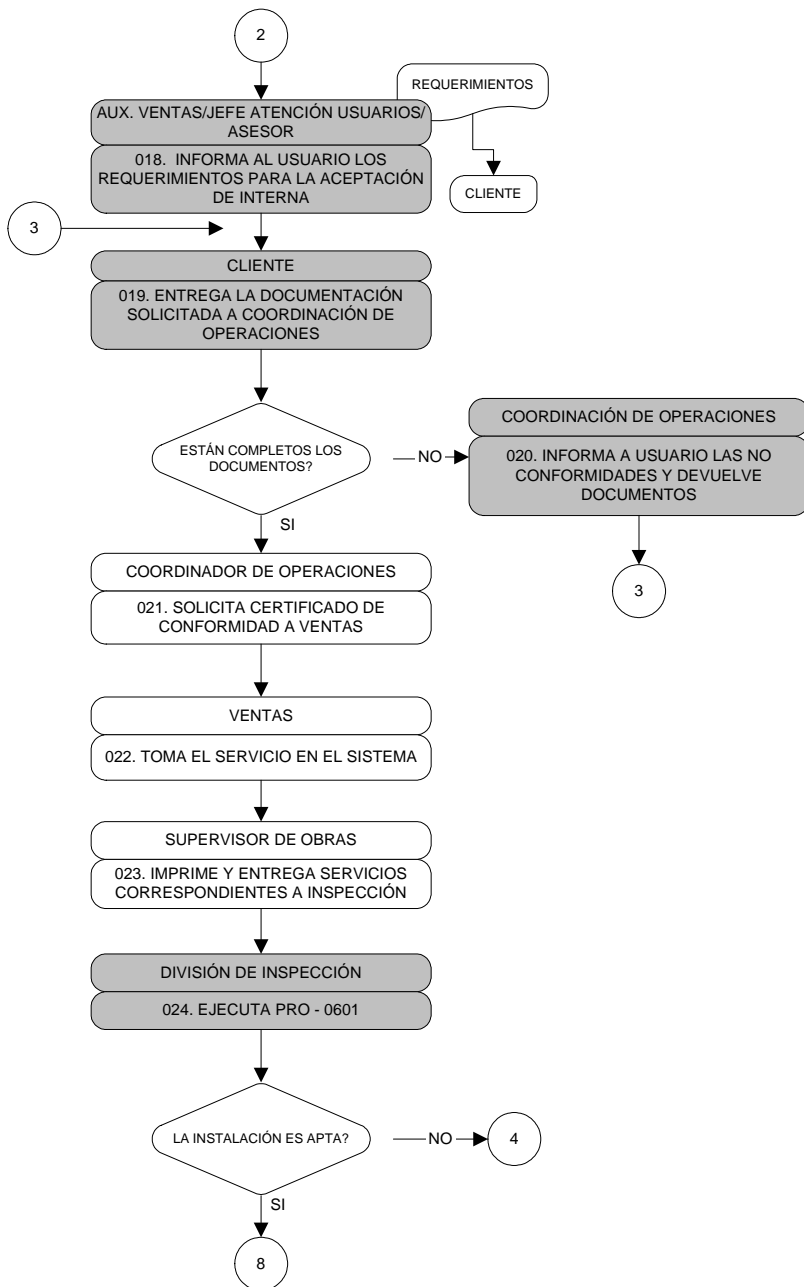 2
REQUERIMIENTOS
AUX. VENTAS/JEFE ATENCIÓN USUARIOS/
ASESOR
018.  INFORMA AL USUARIO LOS
REQUERIMIENTOS PARA LA ACEPTACIÓN
DE INTERNA
CLIENTE
3
CLIENTE
019. ENTREGA LA DOCUMENTACIÓN
SOLICITADA A COORDINACIÓN DE
OPERACIONES
ESTÁN COMPLETOS LOS
DOCUMENTOS?
NO
COORDINACIÓN DE OPERACIONES
020. INFORMA A USUARIO LAS NO
CONFORMIDADES Y DEVUELVE
DOCUMENTOS
3
SI
COORDINADOR DE OPERACIONES
021. SOLICITA CERTIFICADO DE
CONFORMIDAD A VENTAS
VENTAS
022. TOMA EL SERVICIO EN EL SISTEMA
SUPERVISOR DE OBRAS
023. IMPRIME Y ENTREGA SERVICIOS
CORRESPONDIENTES A INSPECCIÓN
DIVISIÓN DE INSPECCIÓN
024. EJECUTA PRO - 0601
LA INSTALACIÓN ES APTA?
NO
4
SI
8